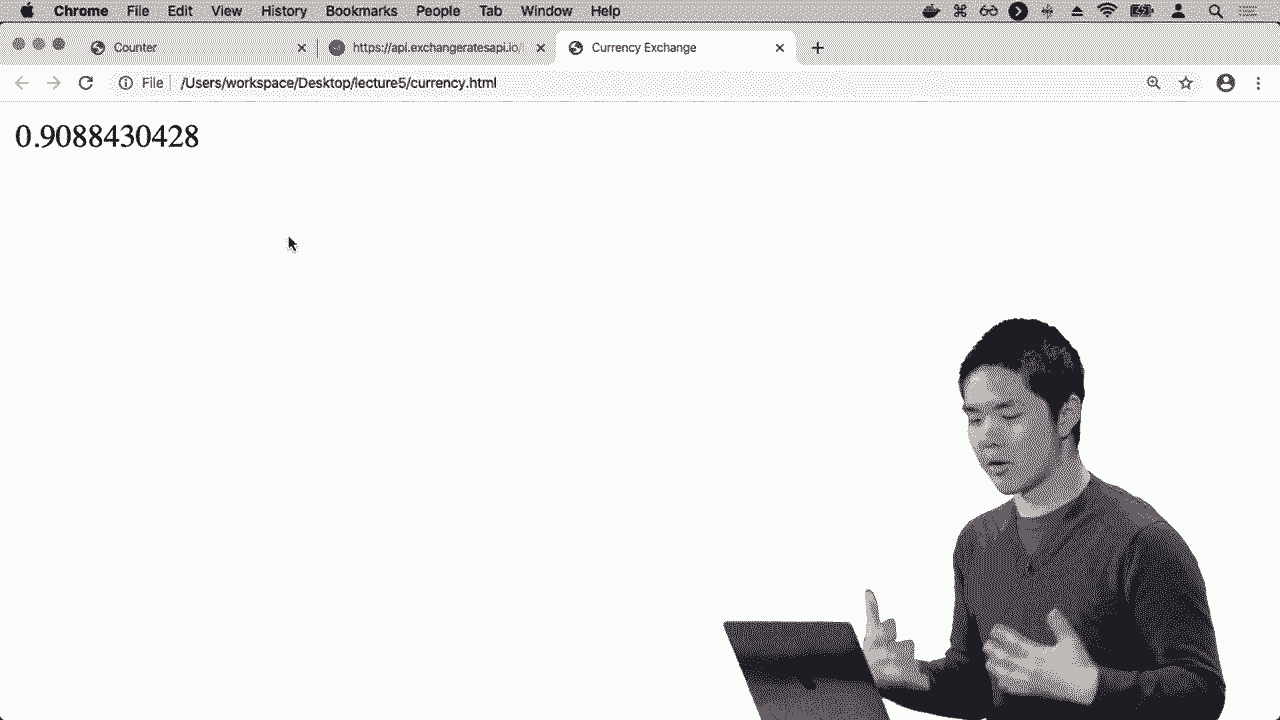 Chrome File Edit View History Bookmarks People Tab Window Help
Counter https://api.exchangeratesapi.io/ Currency Exchange
File /Users/workspace/Desktop/lecture5/currency.html
0.9088430428